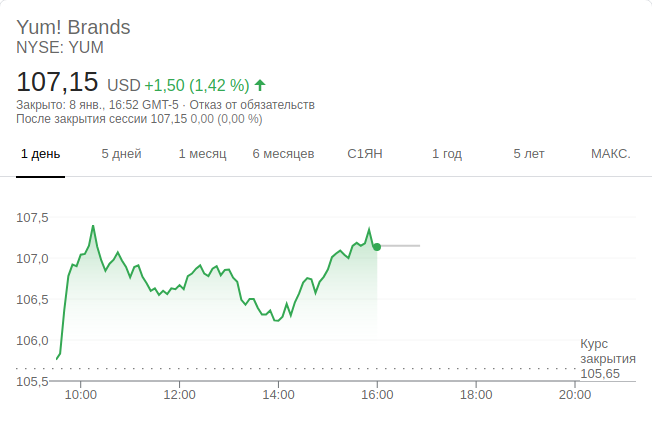 Yum! Brands
NYSE: YUM
107,15 USD +1,50 (1,42 %)
Закрыто: 8 янв., 16:52 GMT-5 · Отказ от обязательств
После закрытия сессии 107,15 0,00 (0,00 %)
1 день 5 дней 1 месяц 6 месяцев С1ЯН 1 год 5 лет МАКС.
107,5
107,0
106,5
106,0
Курс
закрытия
105,65
105,5
10:00 12:00 14:00 16:00 18:00 20:00